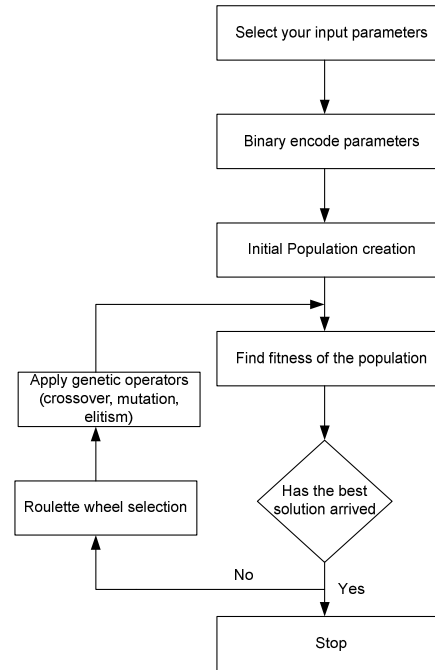 Select your input parameters
Binary encode parameters
Initial Population creation
Find fitness of the population
Apply genetic operators
(crossover, mutation,
elitism)
Has the best
solution arrived
Roulette wheel selection
No
Yes
Stop